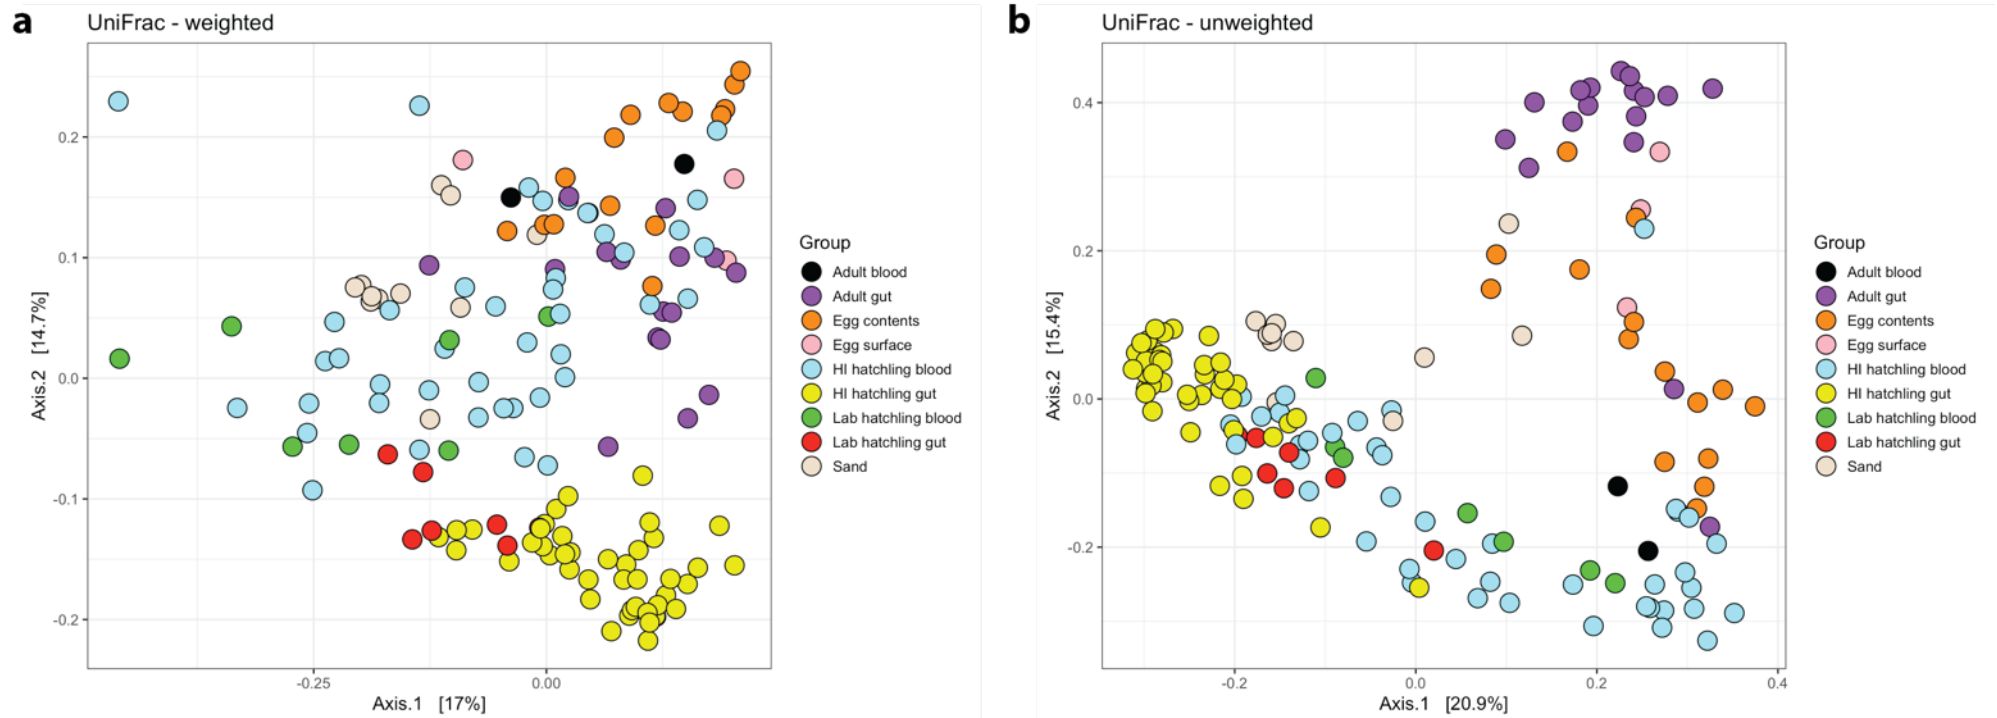 a
UniFrac - weighted
0.2
0.1
0.0
-0.1
-0.2
Axis.2 [14.7%]
-0.25
0.00
Axis.1 [17%]
Group
Adult blood
Adult gut
Egg contents
Egg surface
HI hatchling blood
HI hatchling gut
Lab hatchling blood
Lab hatchling gut
Sand
b
UniFrac - unweighted
0.4
0.2
0.0
-0.2
Axis.2 [15.4%]
-0.2
0.0
0.2
0.4
Axis.1 [20.9%]
Group
Adult blood
Adult gut
Egg contents
Egg surface
HI hatchling blood
HI hatchling gut
Lab hatchling blood
Lab hatchling gut
Sand